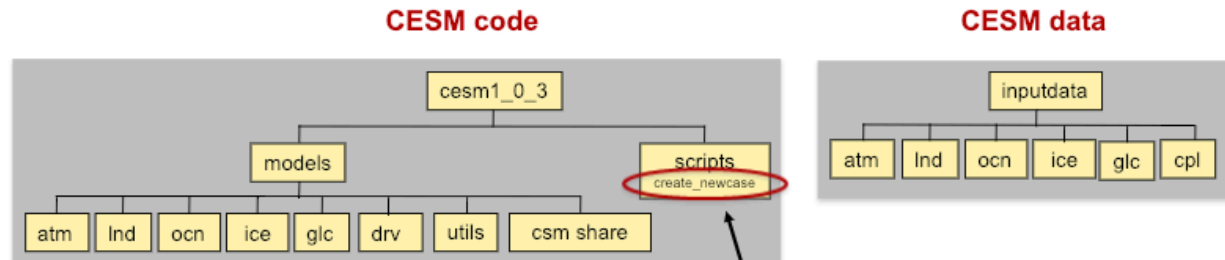 CESM code
CESM data
cesm1_0_3
inputdata
models
scripts
create_newcase
atm lnd ocn ice glc cpl
atm lnd ocn ice glc drv utils csm share